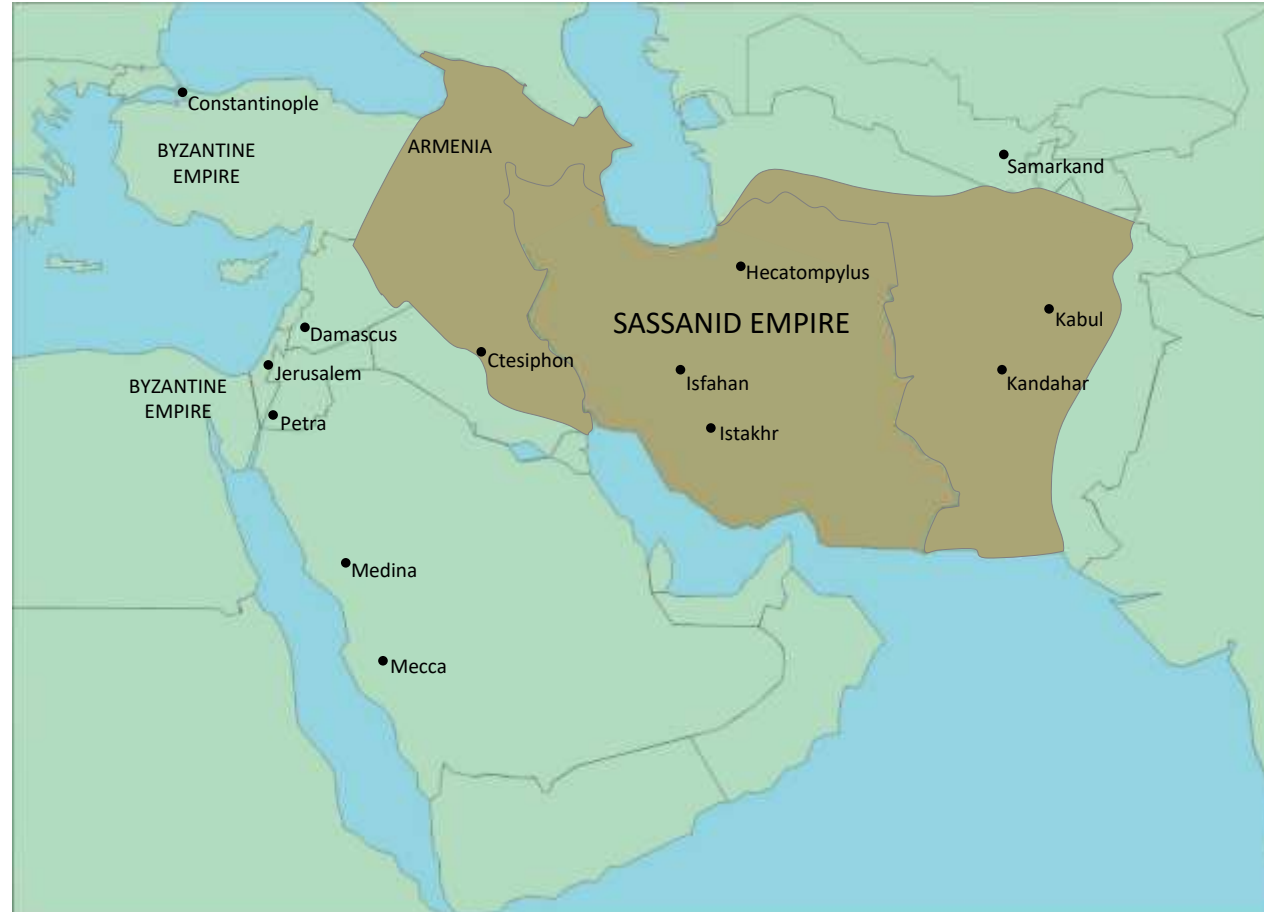 Constantinople
BYZANTINE
EMPIRE
ARMENIA
Samarkand
Hecatompylus
SASSANID EMPIRE
Kabul
Damascus
Ctesiphon
Jerusalem
Isfahan
Kandahar
BYZANTINE
EMPIRE
Petra
Istakhr
Medina
Mecca